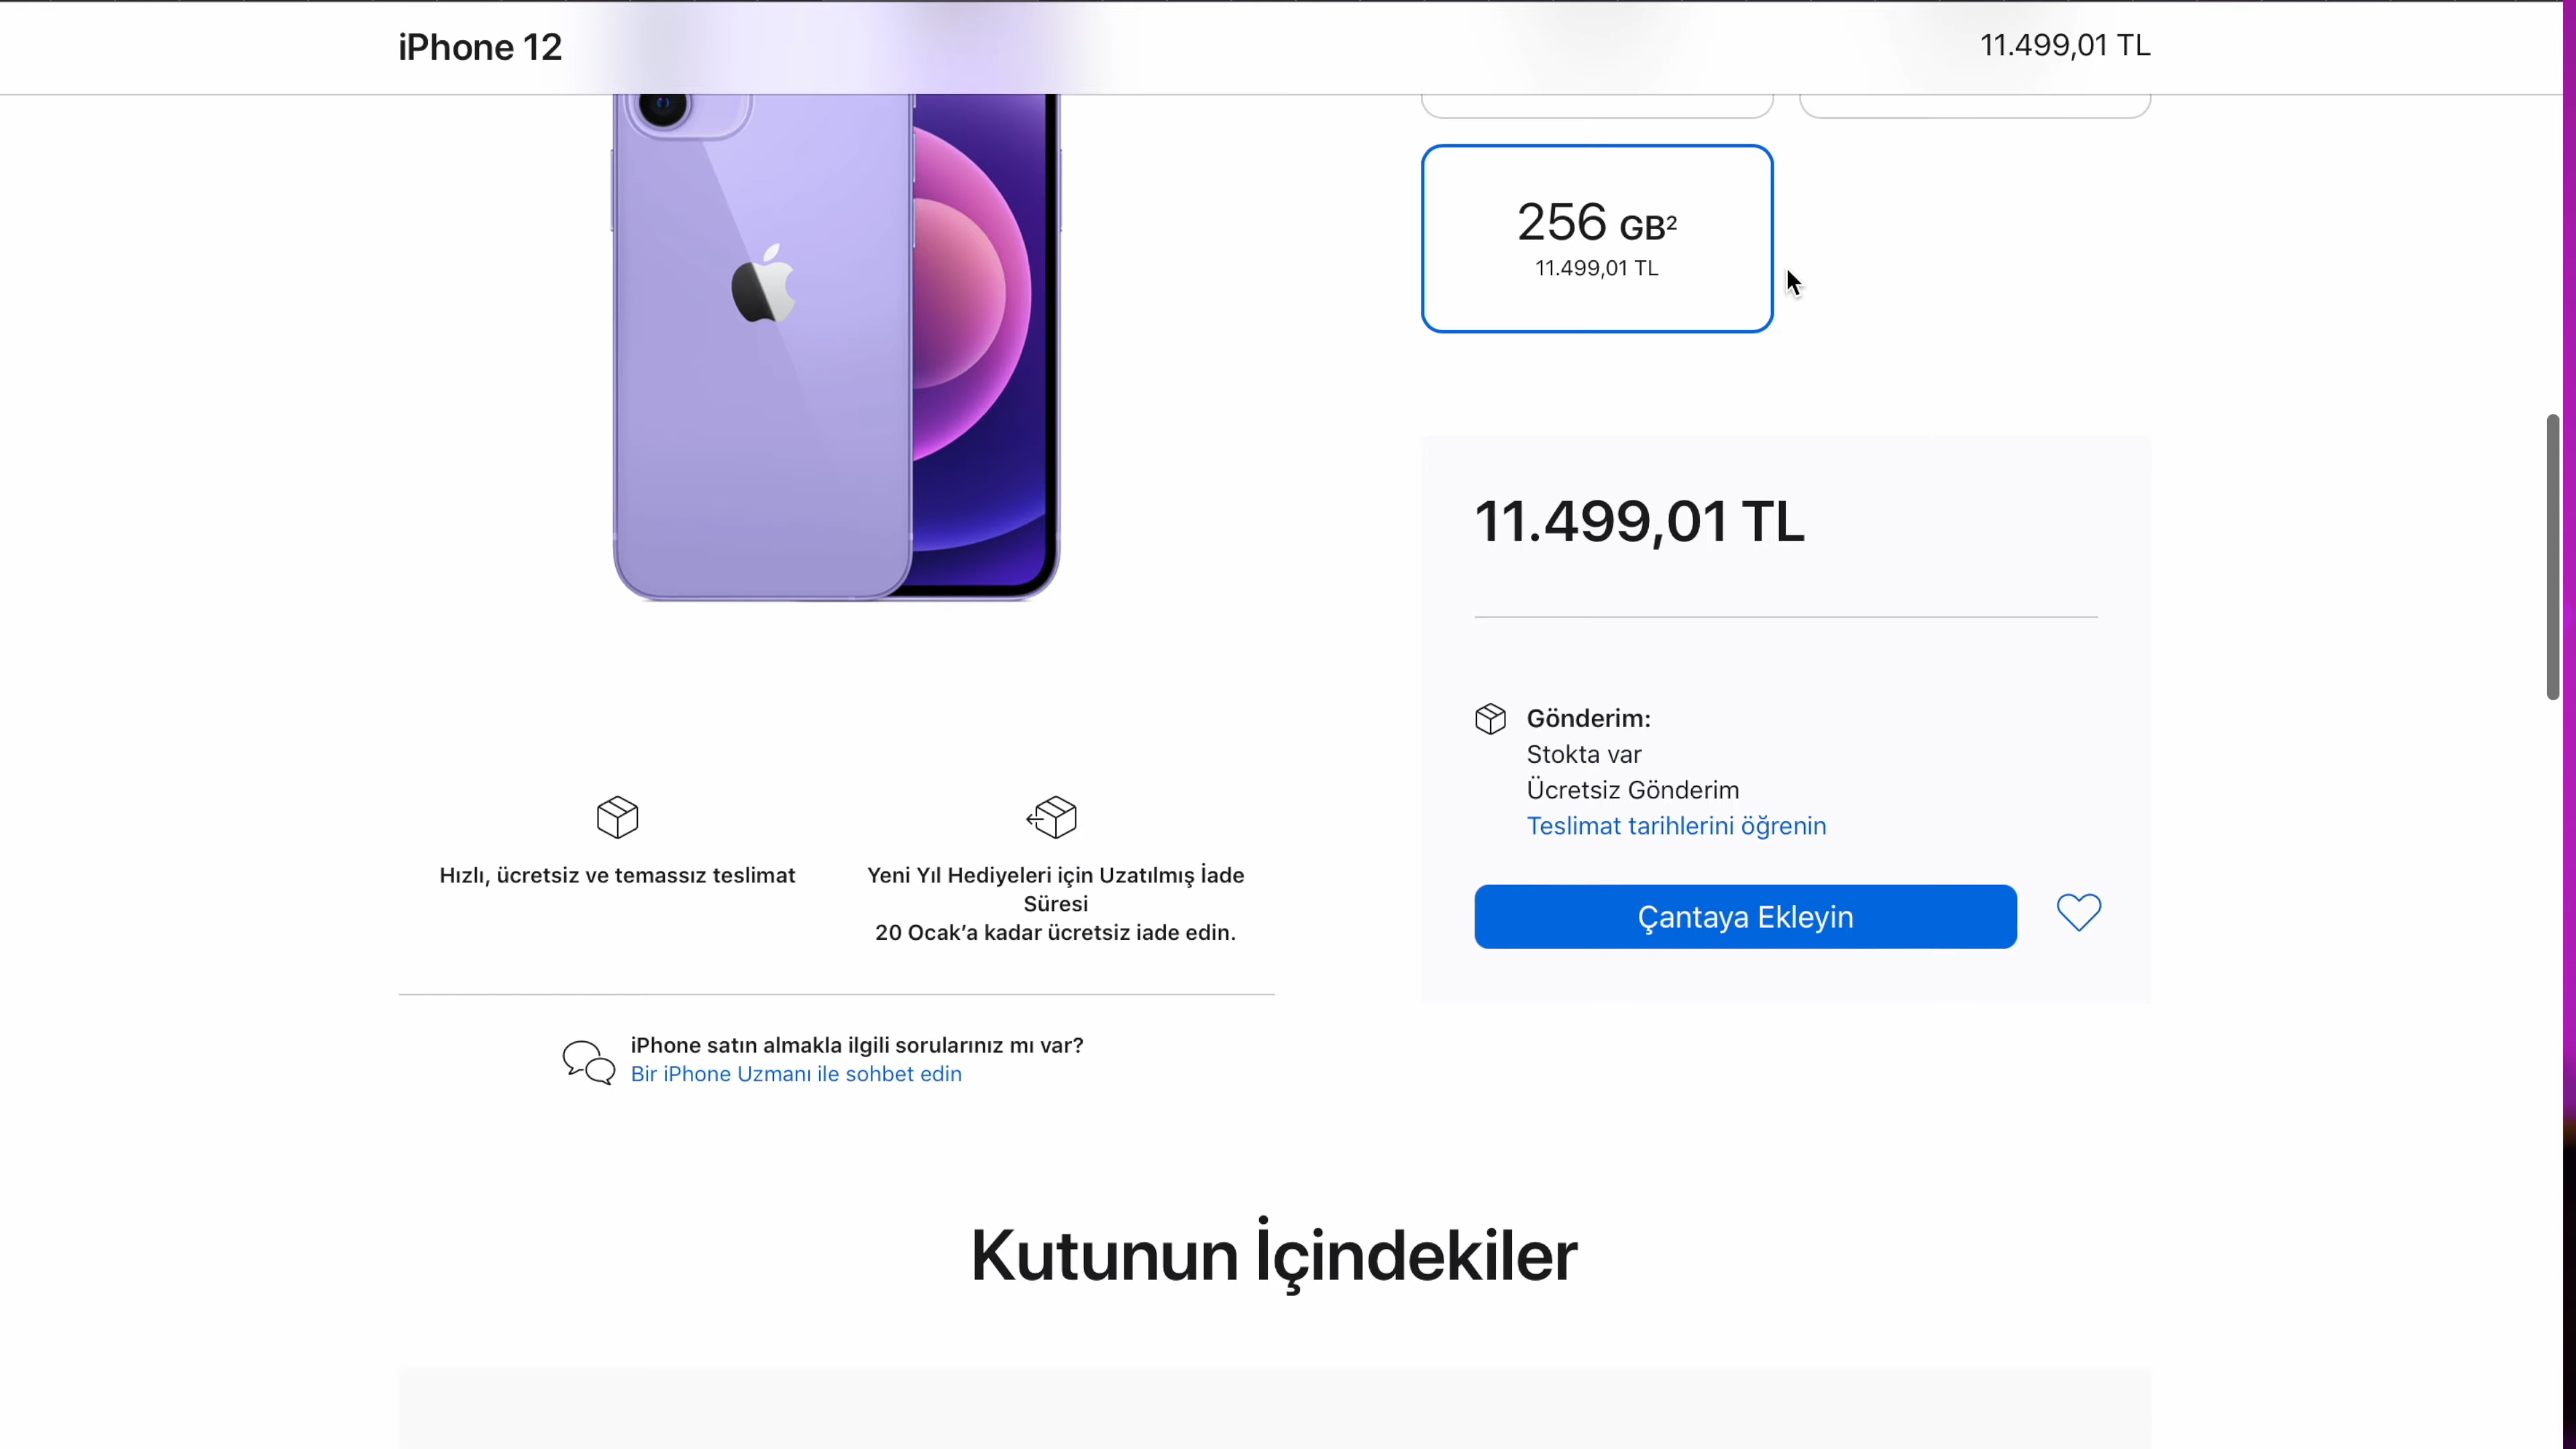 iPhone 12
11.499,01 TL
256 GB²
11.499,01 TL
11.499,01 TL
Gönderim:
Stokta var
Ücretsiz Gönderim
Teslimat tarihlerini öğrenin
Çantaya Ekleyin
Hızlı, ücretsiz ve temassız teslimat
Yeni Yıl Hediyeleri için Uzatılmış İade
Süresi
20 Ocak’a kadar ücretsiz iade edin.
iPhone satın almakla ilgili sorularınız mı var?
Bir iPhone Uzmanı ile sohbet edin
Kutunun İçindekiler